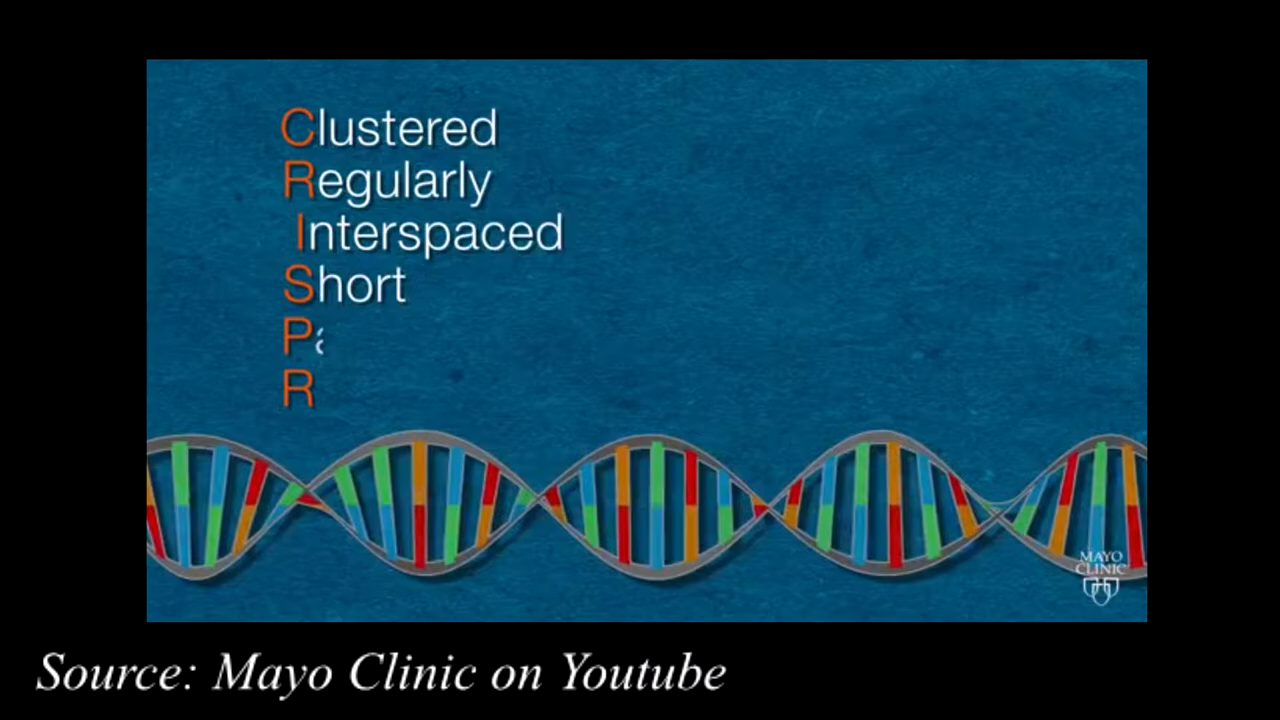 Clustered
Regularly
Interspaced
Short
P
R
MAYO
CLINIC
Source: Mayo Clinic on Youtube